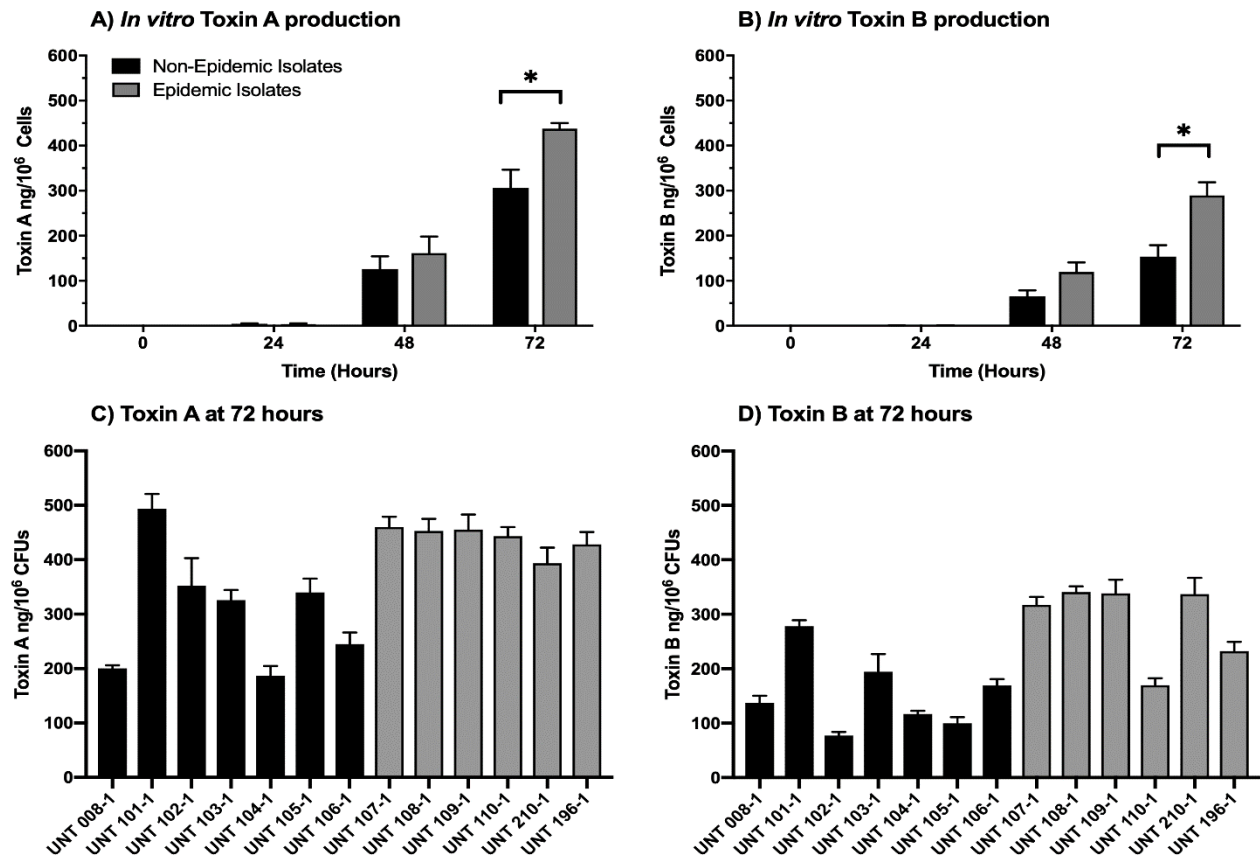 A) In vitro Toxin A production
Non-Epidemic Isolates
Epidemic Isolates
*
600
500
400
300
200
100
0
Toxin A ng/10⁶ Cells
0 24 48 72
Time (Hours)
B) In vitro Toxin B production
*
600
500
400
300
200
100
0
Toxin B ng/10⁶ Cells
0 24 48 72
Time (Hours)
C) Toxin A at 72 hours
600
500
400
300
200
100
0
Toxin A ng/10⁶ CFUs
UNT 008-1
UNT 101-1
UNT 102-1
UNT 103-1
UNT 104-1
UNT 105-1
UNT 106-1
UNT 107-1
UNT 108-1
UNT 109-1
UNT 110-1
UNT 210-1
UNT 196-1
D) Toxin B at 72 hours
600
500
400
300
200
100
0
Toxin B ng/10⁶ CFUs
UNT 008-1
UNT 101-1
UNT 102-1
UNT 103-1
UNT 104-1
UNT 105-1
UNT 106-1
UNT 107-1
UNT 108-1
UNT 109-1
UNT 110-1
UNT 210-1
UNT 196-1